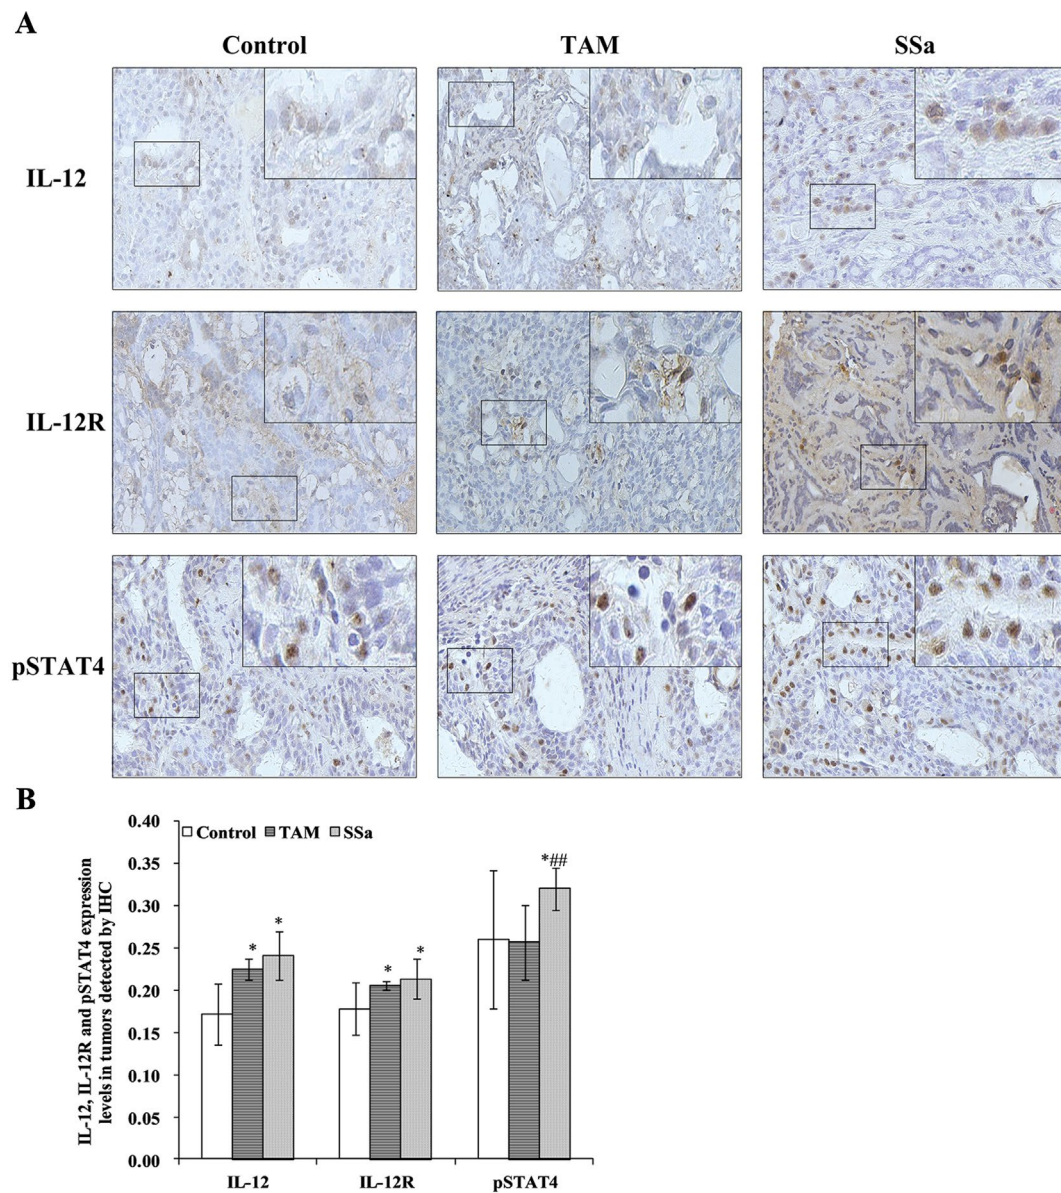 A
Control TAM SSa
IL-12
IL-12R
pSTAT4
B
IL-12, IL-12R and pSTAT4 expression
levels in tumors detected by IHC
0.40
0.35
0.30
0.25
0.20
0.15
0.10
0.05
0.00
Control TAM SSa
*
*
*
*
*##
IL-12 IL-12R pSTAT4